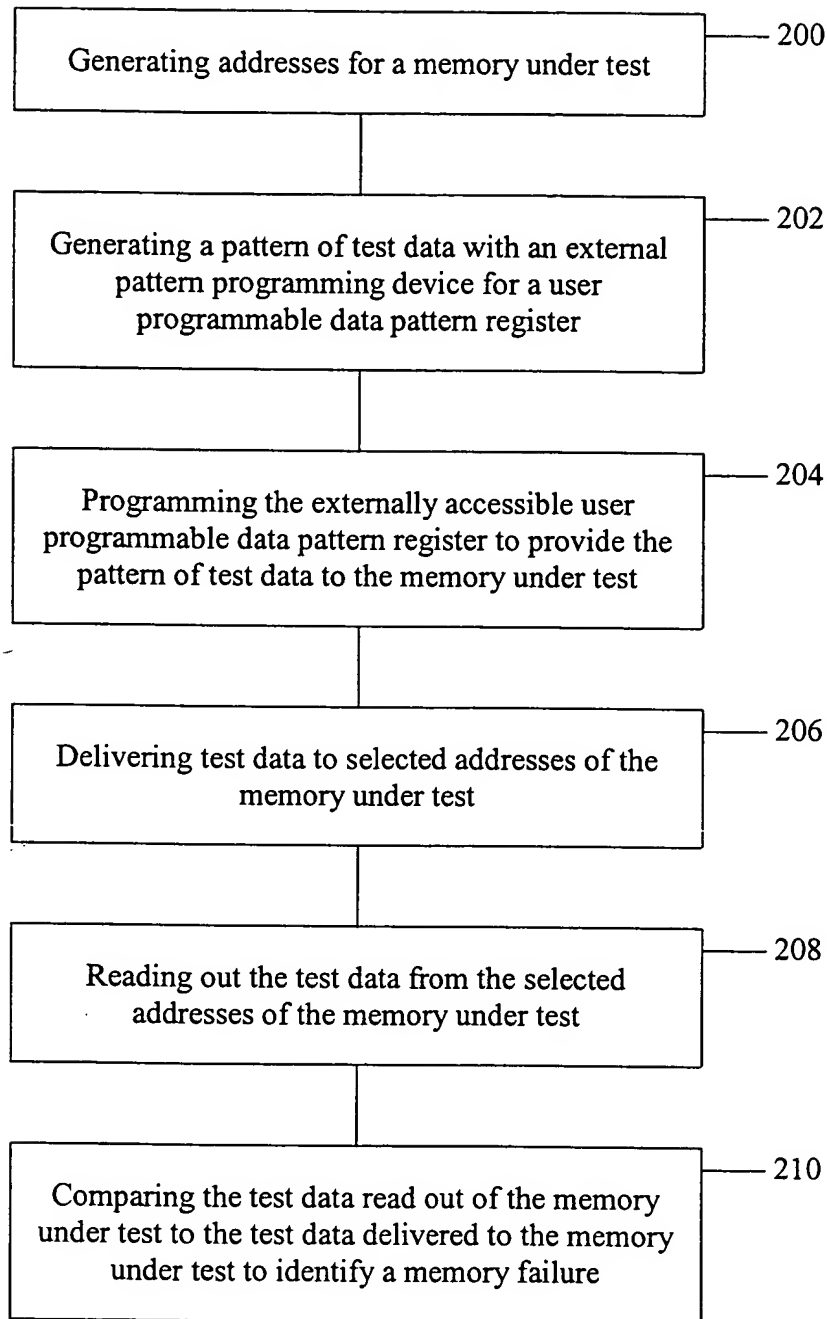 200
Generating addresses for a memory under test
202
Generating a pattern of test data with an external
pattern programming device for a user
programmable data pattern register
204
Programming the externally accessible user
programmable data pattern register to provide the
pattern of test data to the memory under test
206
Delivering test data to selected addresses of the
memory under test
208
Reading out the test data from the selected
addresses of the memory under test
210
Comparing the test data read out of the memory
under test to the test data delivered to the memory
under test to identify a memory failure